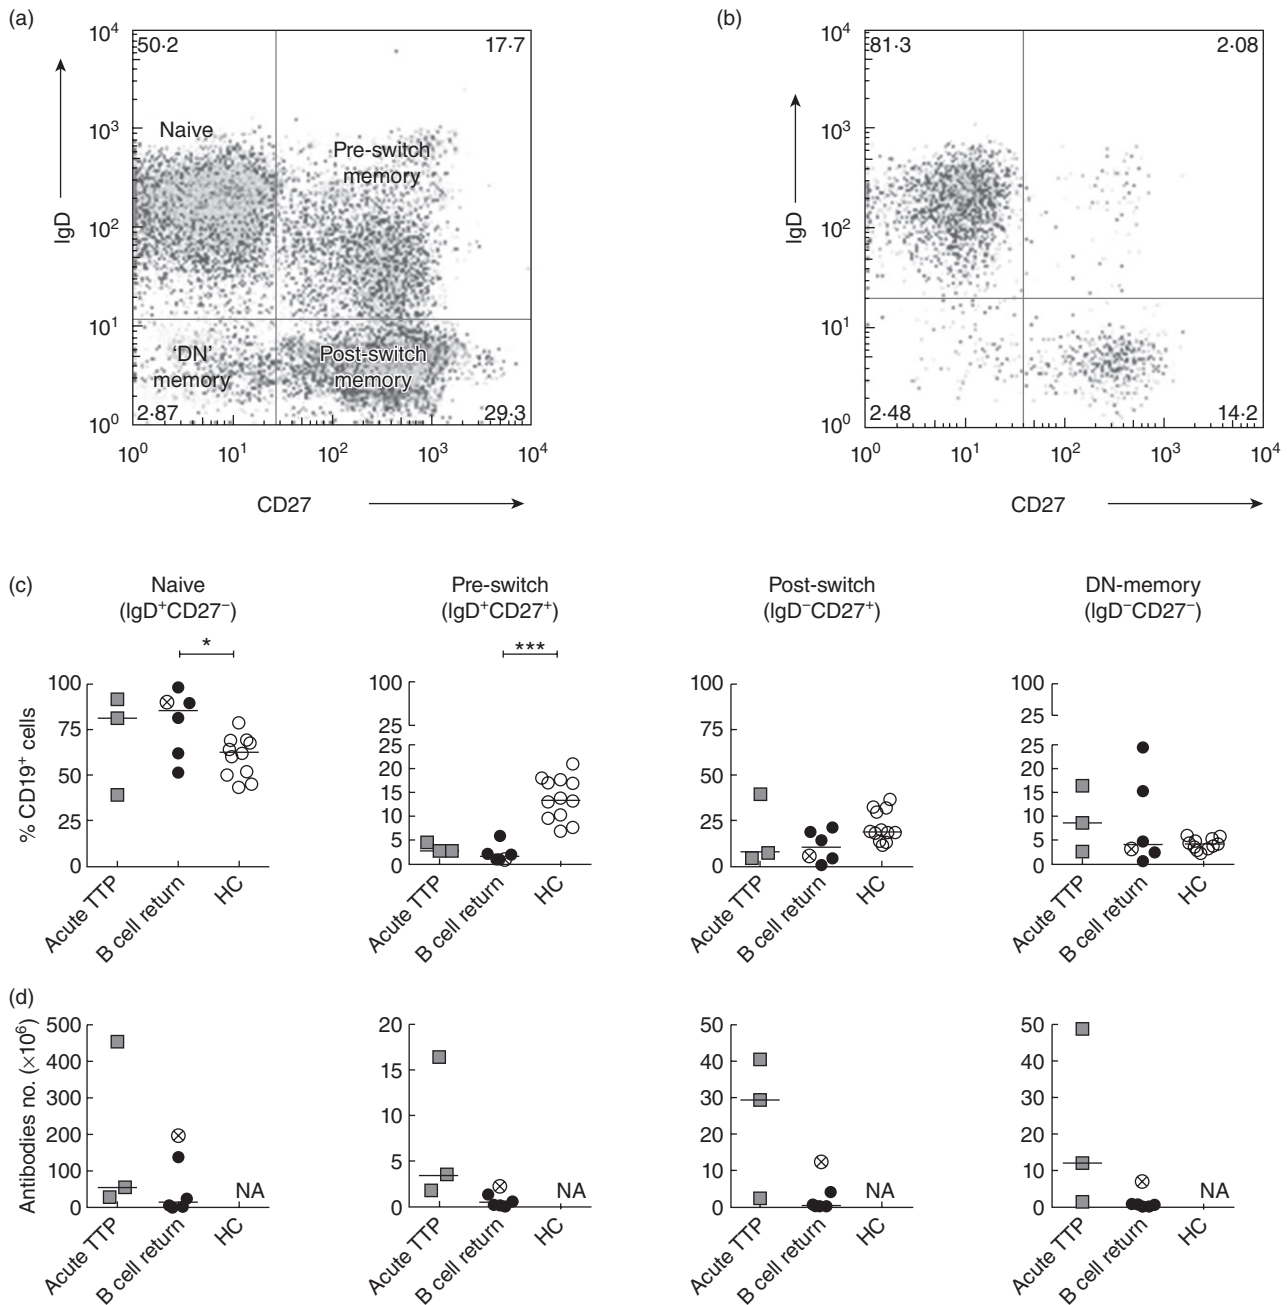 (a)
10⁴
10³
10²
10¹
10⁰
50·2
17·7
Naive
Pre-switch
memory
'DN'
memory
Post-switch
memory
2·87
29·3
IgD
10⁰ 10¹ 10² 10³ 10⁴
CD27
(b)
10⁴
10³
10²
10¹
10⁰
81·3
2·08
2·48
14·2
IgD
10⁰ 10¹ 10² 10³ 10⁴
CD27
(c)
Naive
(IgD⁺CD27⁻)
*
% CD19⁺ cells
100
75
50
25
0
Acute TTP
B cell return
HC
Pre-switch
(IgD⁺CD27⁺)
***
100
25
25
20
15
10
5
0
Acute TTP
B cell return
HC
Post-switch
(IgD⁻CD27⁺)
100
75
50
25
0
Acute TTP
B cell return
HC
DN-memory
(IgD⁻CD27⁻)
100
25
25
20
15
10
5
0
Acute TTP
B cell return
HC
(d)
Antibodies no. (×10⁶)
500
400
300
200
100
0
NA
Acute TTP
B cell return
HC
20
15
10
5
0
NA
Acute TTP
B cell return
HC
50
40
30
20
10
0
NA
Acute TTP
B cell return
HC
50
40
30
20
10
0
NA
Acute TTP
B cell return
HC